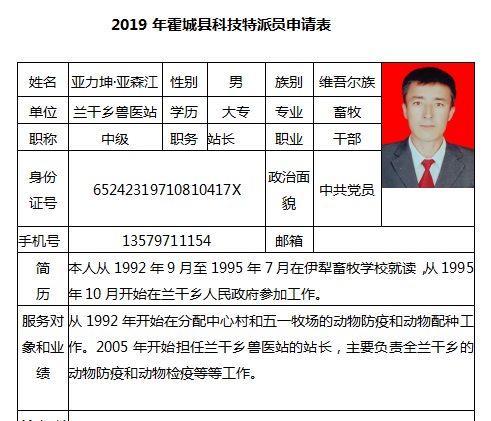 2019 年霍城县科技特派员申请表
姓名 亚力坤·亚森江 性别 男 族别 维吾尔族
单位 兰干乡兽医站 学历 大专 专业 畜牧
职称 中级 职务 站长 职业 干部
身份证号 65242319710810417X 政治面貌 中共党员
手机号 13579711154 邮箱
简历 本人从 1992 年 9 月至 1995 年 7 月在伊犁畜牧学校就读,从 1995
年 10 月开始在兰干乡人民政府参加工作。
服务对 从 1992 年开始在分配中心村和五一牧场的动物防疫和动物配种工
象和业 作。2005 年开始担任兰干乡兽医站的站长，主要负责全兰干乡的
绩 动物防疫和动物检疫等等工作。